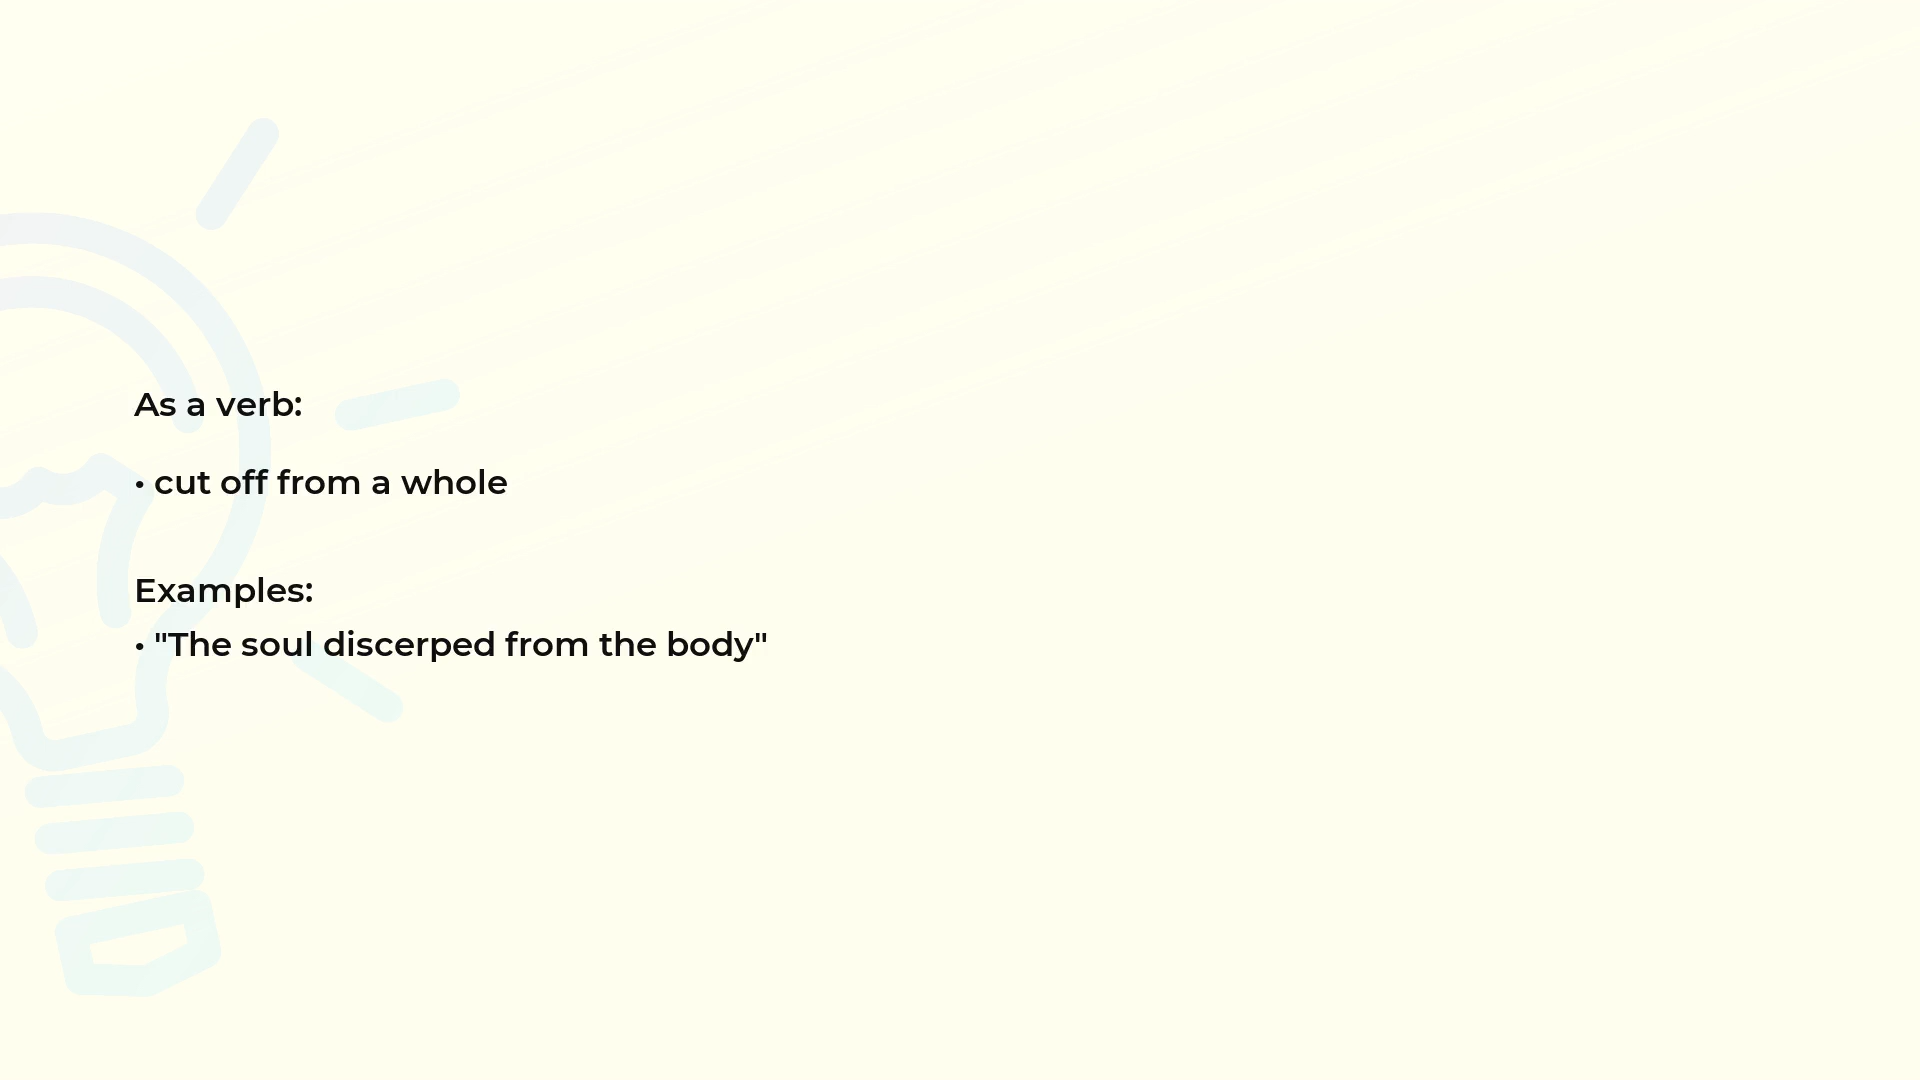 As a verb:
• cut off from a whole
Examples:
• "The soul discerped from the body"